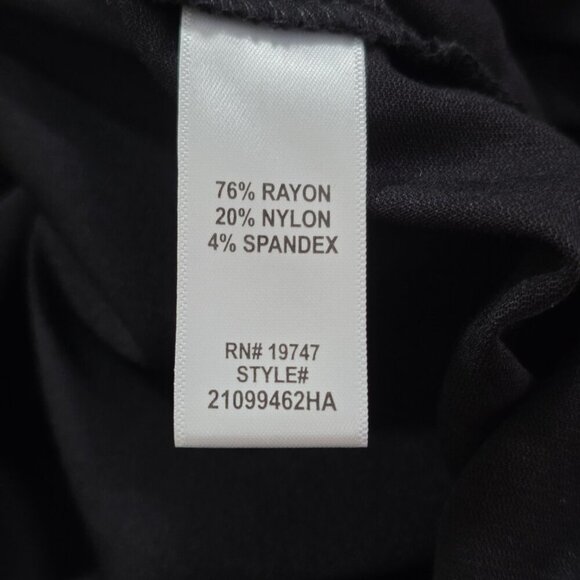 76% RAYON
20% NYLON
4% SPANDEX
RN# 19747
STYLE#
21099462HA